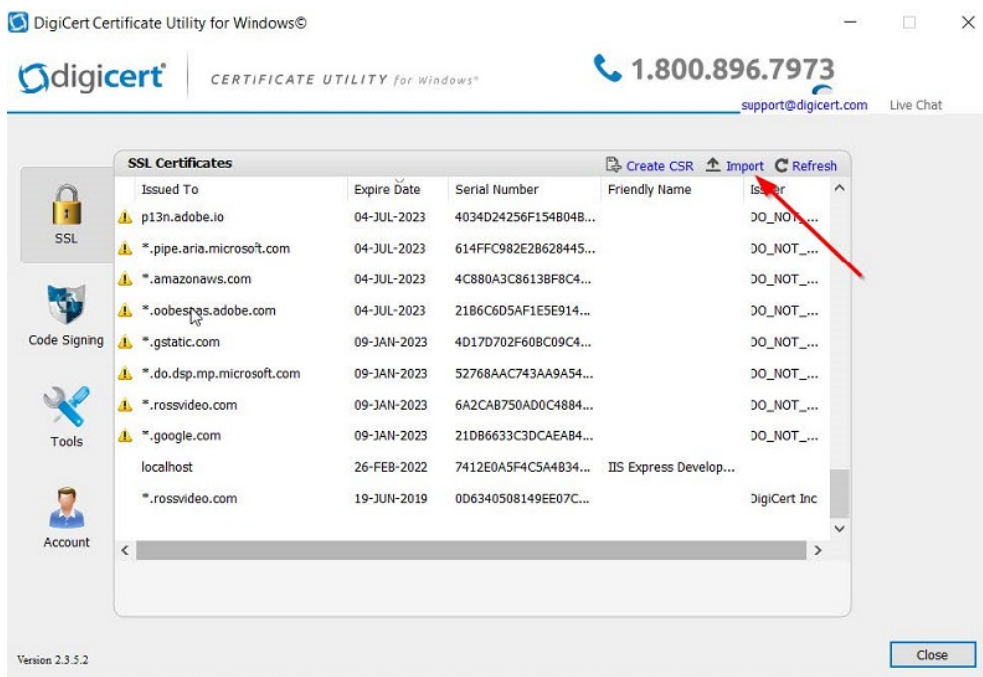 DigiCert Certificate Utility for Windows©
digicert® CERTIFICATE UTILITY for Windows® 1.800.896.7973
support@digicert.com Live Chat
SSL Certificates Create CSR Import Refresh
Issued To Expire Date Serial Number Friendly Name Issuer
p13n.adobe.io 04-JUL-2023 4034D24256F154B04B... DO_NOT_...
SSL
*.pipe.aria.microsoft.com 04-JUL-2023 614FFC982E2B628445... DO_NOT_...
*.amazonaws.com 04-JUL-2023 4C880A3C8613BF8C4... DO_NOT_...
*.oobesaas.adobe.com 04-JUL-2023 21B6C6D5AF1E5E914... DO_NOT_...
Code Signing *.gstatic.com 09-JAN-2023 4D17D702F60BC09C4... DO_NOT_...
*.do.dsp.mp.microsoft.com 09-JAN-2023 52768AAC743AA9A54... DO_NOT_...
*.rossvideo.com 09-JAN-2023 6A2CAB750AD0C4884... DO_NOT_...
Tools *.google.com 09-JAN-2023 21DB6633C3DCAEAB4... DO_NOT_...
localhost 26-FEB-2022 7412E0A5F4C5A4B34... IIS Express Develop...
*.rossvideo.com 19-JUN-2019 0D6340508149EE07C... DigiCert Inc
Account
Version 2.3.5.2 Close